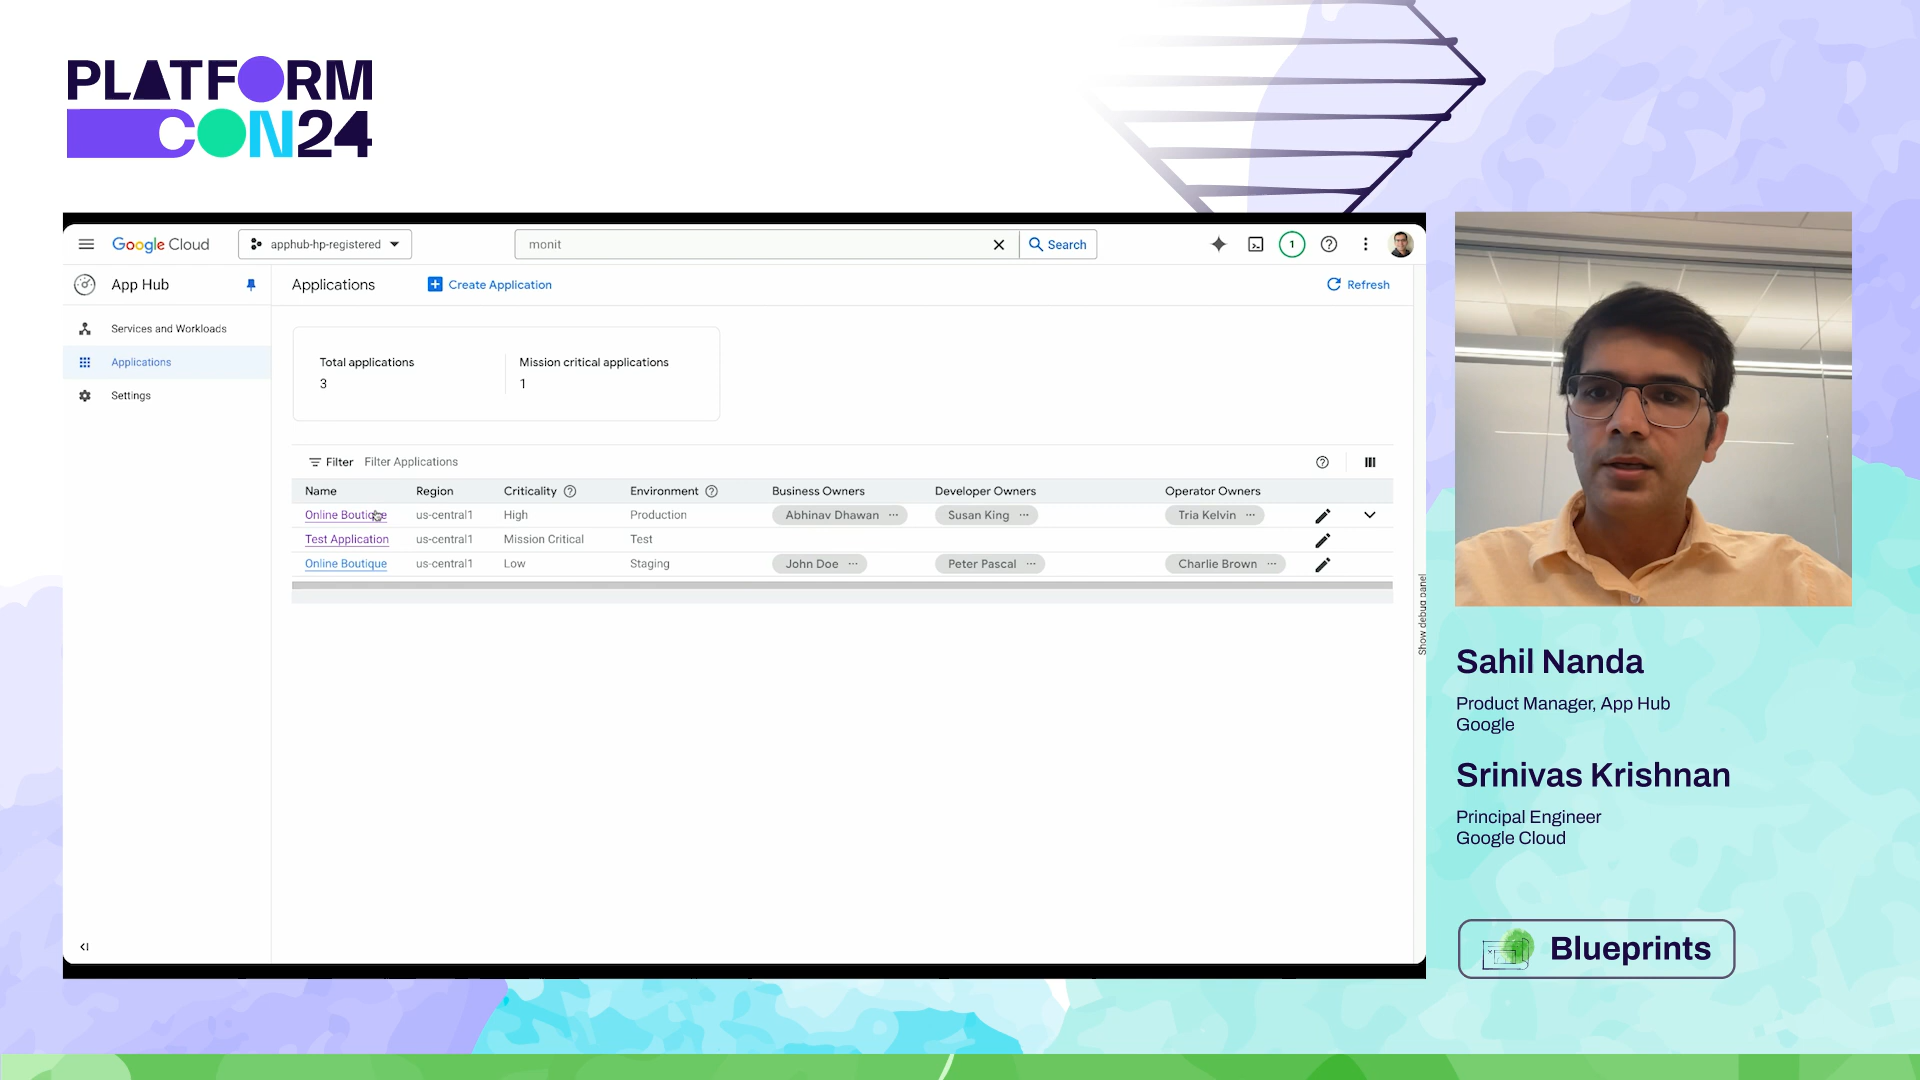 PLATFORM
CON24
Google Cloud
apphub-hp-registered
monit
Search
1
App Hub
Applications
Create Application
Refresh
Services and Workloads
Applications
Settings
Total applications
3
Mission critical applications
1
Filter Filter Applications
Name Region Criticality Environment Business Owners Developer Owners Operator Owners
Online Boutique us-central1 High Production Abhinav Dhawan ... Susan King ... Tria Kelvin ...
Test Application us-central1 Mission Critical Test
Online Boutique us-central1 Low Staging John Doe ... Peter Pascal ... Charlie Brown ...
Show debug panel
Sahil Nanda
Product Manager, App Hub
Google
Srinivas Krishnan
Principal Engineer
Google Cloud
Blueprints